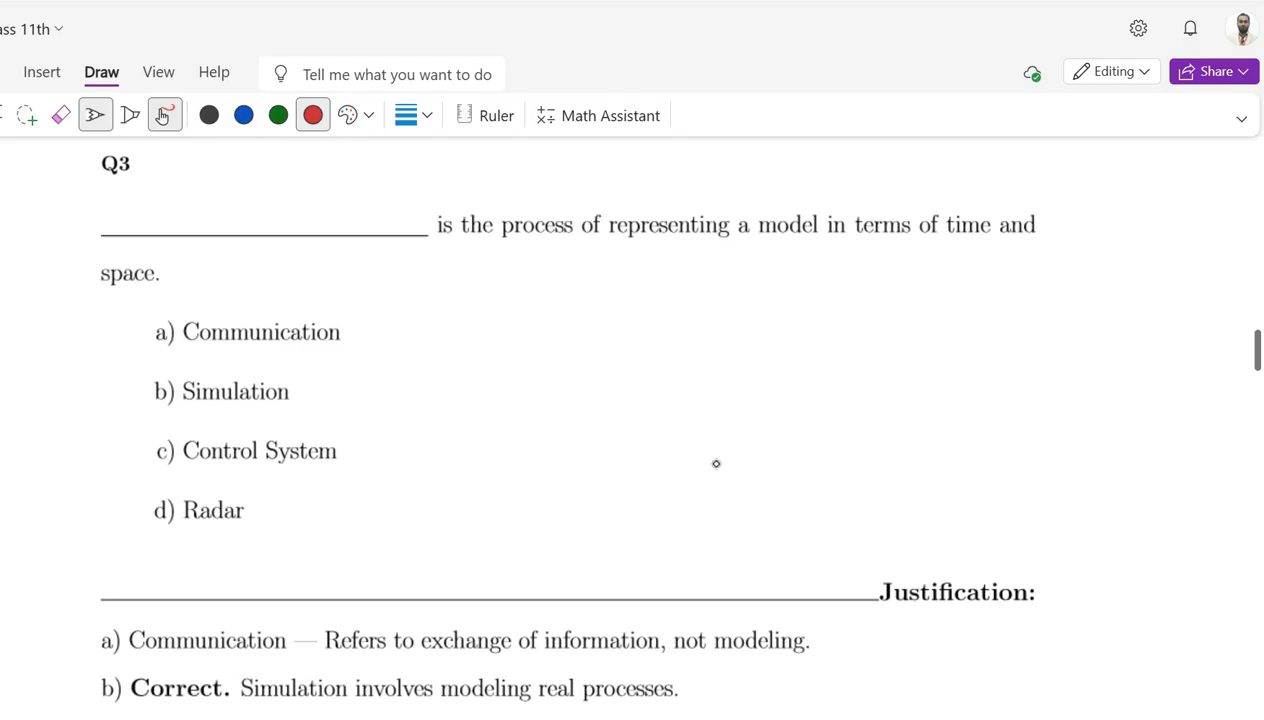 ass 11th
Insert Draw View Help Tell me what you want to do Editing Share
Ruler Math Assistant
Q3
____________________ is the process of representing a model in terms of time and
space.
a) Communication
b) Simulation
c) Control System
d) Radar
____________________Justification:
a) Communication — Refers to exchange of information, not modeling.
b) Correct. Simulation involves modeling real processes.